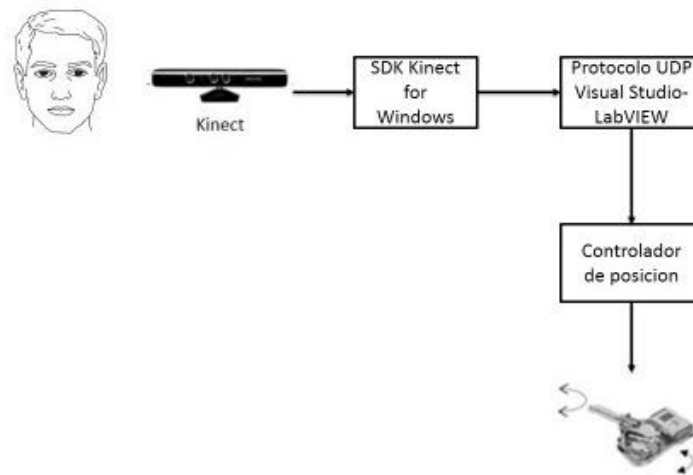 Kinect
SDK Kinect
for
Windows
Protocolo UDP
Visual Studio-
LabVIEW
Controlador
de posicion